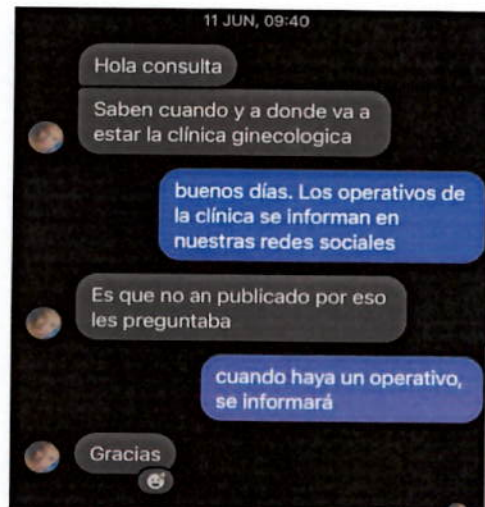 11 JUN, 09:40
Hola consulta
Saben cuando y a donde va a
estar la clínica ginecologica
buenos días. Los operativos de
la clínica se informan en
nuestras redes sociales
Es que no an publicado por eso
les preguntaba
cuando haya un operativo,
se informará
Gracias